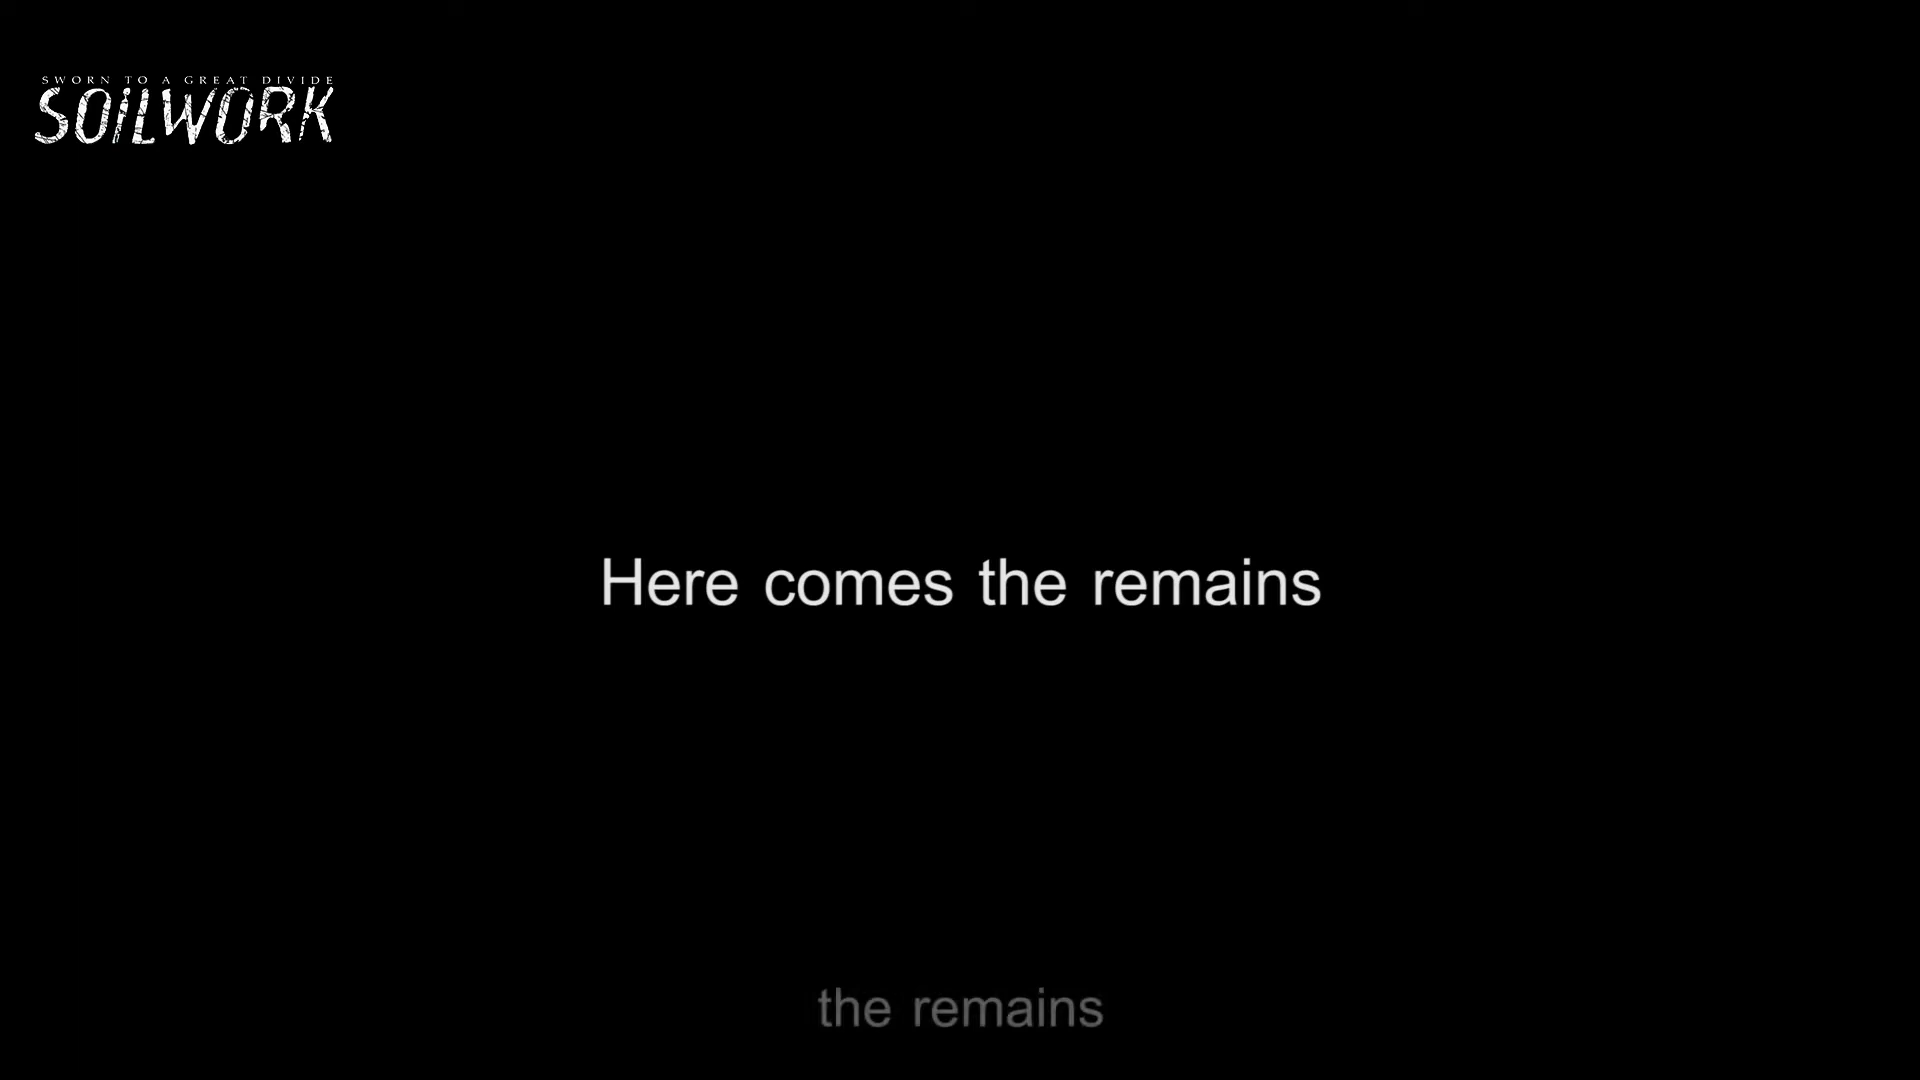 SWORN TO A GREAT DIVIDE
SOILWORK
Here comes the remains
the remains